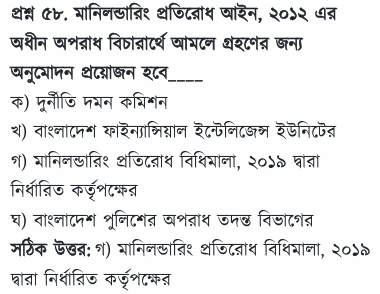 প্রশ্ন ৫৮. মানিলন্ডারিং প্রতিরোধ আইন, ২০১২ এর
অধীন অপরাধ বিচারার্থে আমলে গ্রহণের জন্য
অনুমোদন প্রয়োজন হবে____
ক) দুর্নীতি দমন কমিশন
খ) বাংলাদেশ ফাইন্যান্সিয়াল ইন্টেলিজেন্স ইউনিটের
গ) মানিলন্ডারিং প্রতিরোধ বিধিমালা, ২০১৯ দ্বারা
নির্ধারিত কর্তৃপক্ষের
ঘ) বাংলাদেশ পুলিশের অপরাধ তদন্ত বিভাগের
সঠিক উত্তর: গ) মানিলন্ডারিং প্রতিরোধ বিধিমালা, ২০১৯
দ্বারা নির্ধারিত কর্তৃপক্ষের